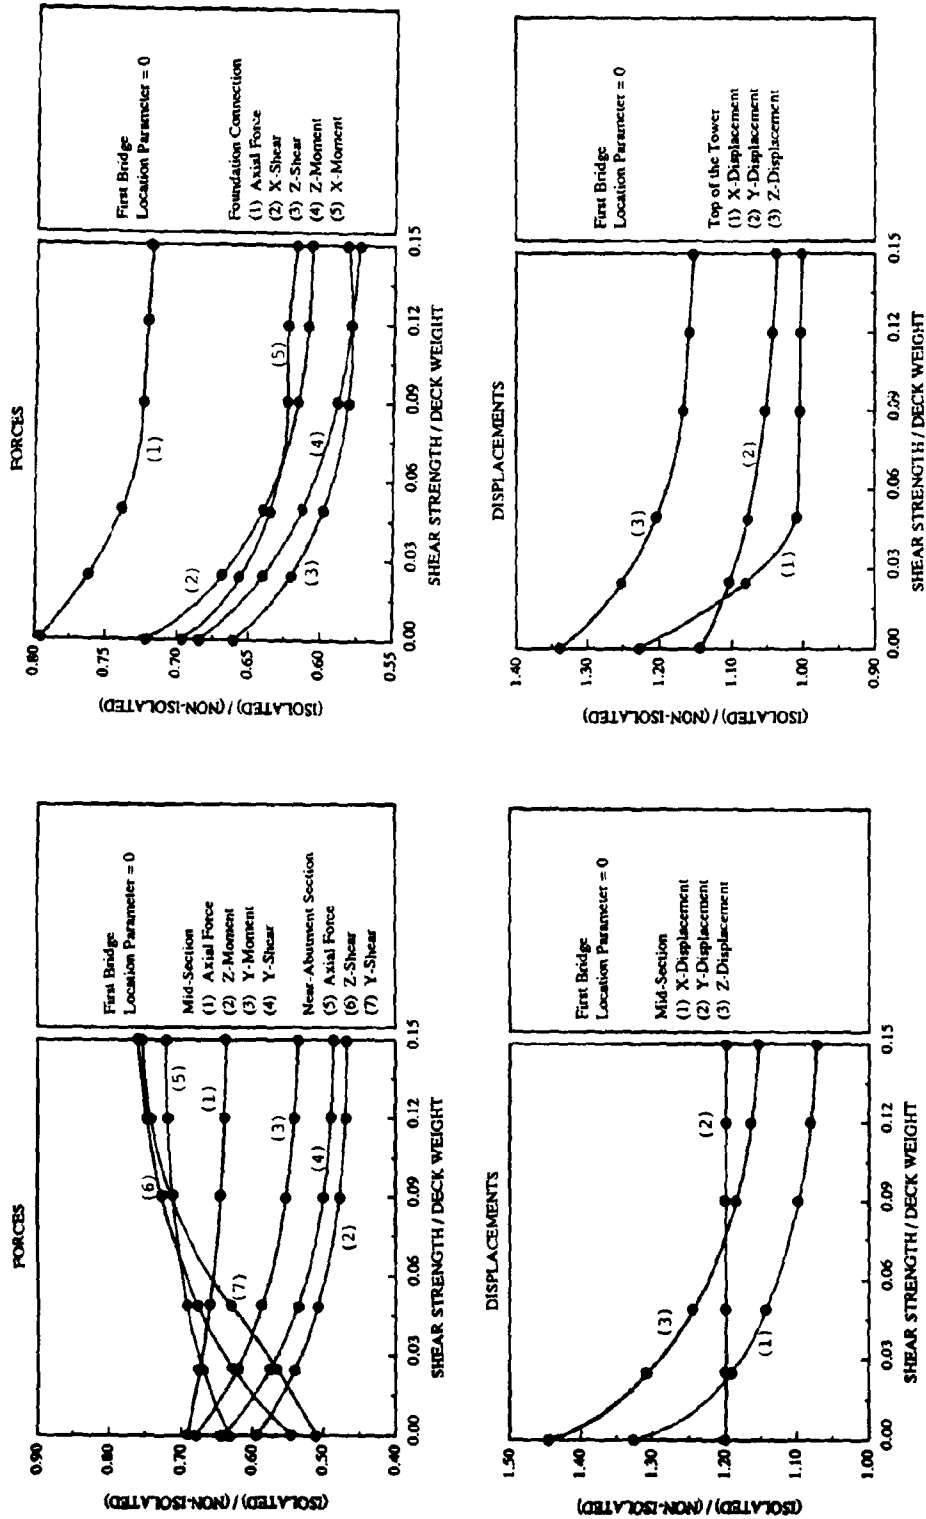 FORCES
(ISOLATED) / (NON-ISOLATED)
0.90
0.80
0.70
0.60
0.50
0.40
0.00
0.03
0.06
0.09
0.12
0.15
SHEAR STRENGTH / DECK WEIGHT
(1)
(2)
(3)
(4)
(5)
(6)
(7)
First Bridge
Location Parameter = 0
Mid-Section
(1) Axial Force
(2) Z-Moment
(3) Y-Moment
(4) Y-Shear
Near-Abutment Section
(5) Axial Force
(6) Z-Shear
(7) Y-Shear
FORCES
(ISOLATED) / (NON-ISOLATED)
0.80
0.75
0.70
0.65
0.60
0.55
0.00
0.03
0.06
0.09
0.12
0.15
SHEAR STRENGTH / DECK WEIGHT
(1)
(2)
(3)
(4)
(5)
First Bridge
Location Parameter = 0
Foundation Connection
(1) Axial Force
(2) X-Shear
(3) Z-Shear
(4) Z-Moment
(5) X-Moment
DISPLACEMENTS
(ISOLATED) / (NON-ISOLATED)
1.50
1.40
1.30
1.20
1.10
1.00
0.00
0.03
0.06
0.09
0.12
0.15
SHEAR STRENGTH / DECK WEIGHT
(1)
(2)
(3)
First Bridge
Location Parameter = 0
Mid-Section
(1) X-Displacement
(2) Y-Displacement
(3) Z-Displacement
DISPLACEMENTS
(ISOLATED) / (NON-ISOLATED)
1.40
1.30
1.20
1.10
1.00
0.90
0.00
0.03
0.06
0.09
0.12
0.15
SHEAR STRENGTH / DECK WEIGHT
(1)
(2)
(3)
First Bridge
Location Parameter = 0
Top of the Tower
(1) X-Displacement
(2) Y-Displacement
(3) Z-Displacement